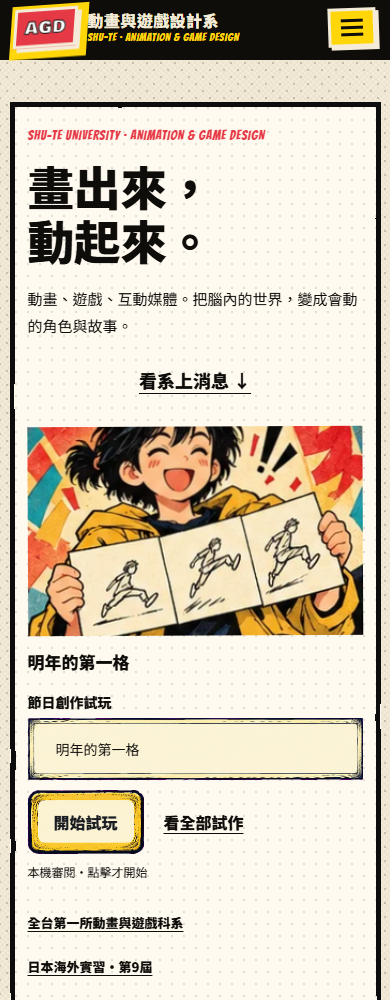 AGD
動畫與遊戲設計系
SHU-TE · ANIMATION & GAME DESIGN
SHU-TE UNIVERSITY · ANIMATION & GAME DESIGN
畫出來，
動起來。
動畫、遊戲、互動媒體。把腦內的世界，變成會動
的角色與故事。
看系上消息 ↓
!!
明年的第一格
節日創作試玩
明年的第一格
開始試玩
看全部試作
本機審閱・點擊才開始
全台第一所動畫與遊戲科系
日本海外實習・第9屆